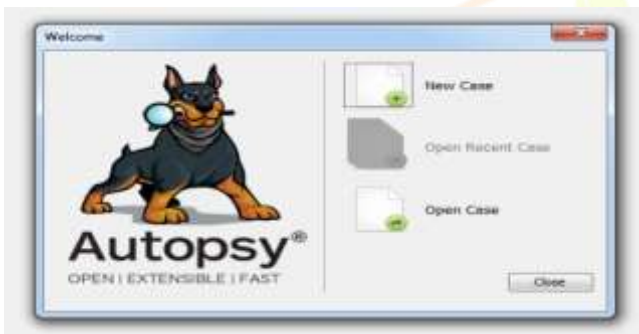 Welcome
New Case
Open Recent Case
Open Case
Autopsy®
OPEN | EXTENSIBLE | FAST
Close